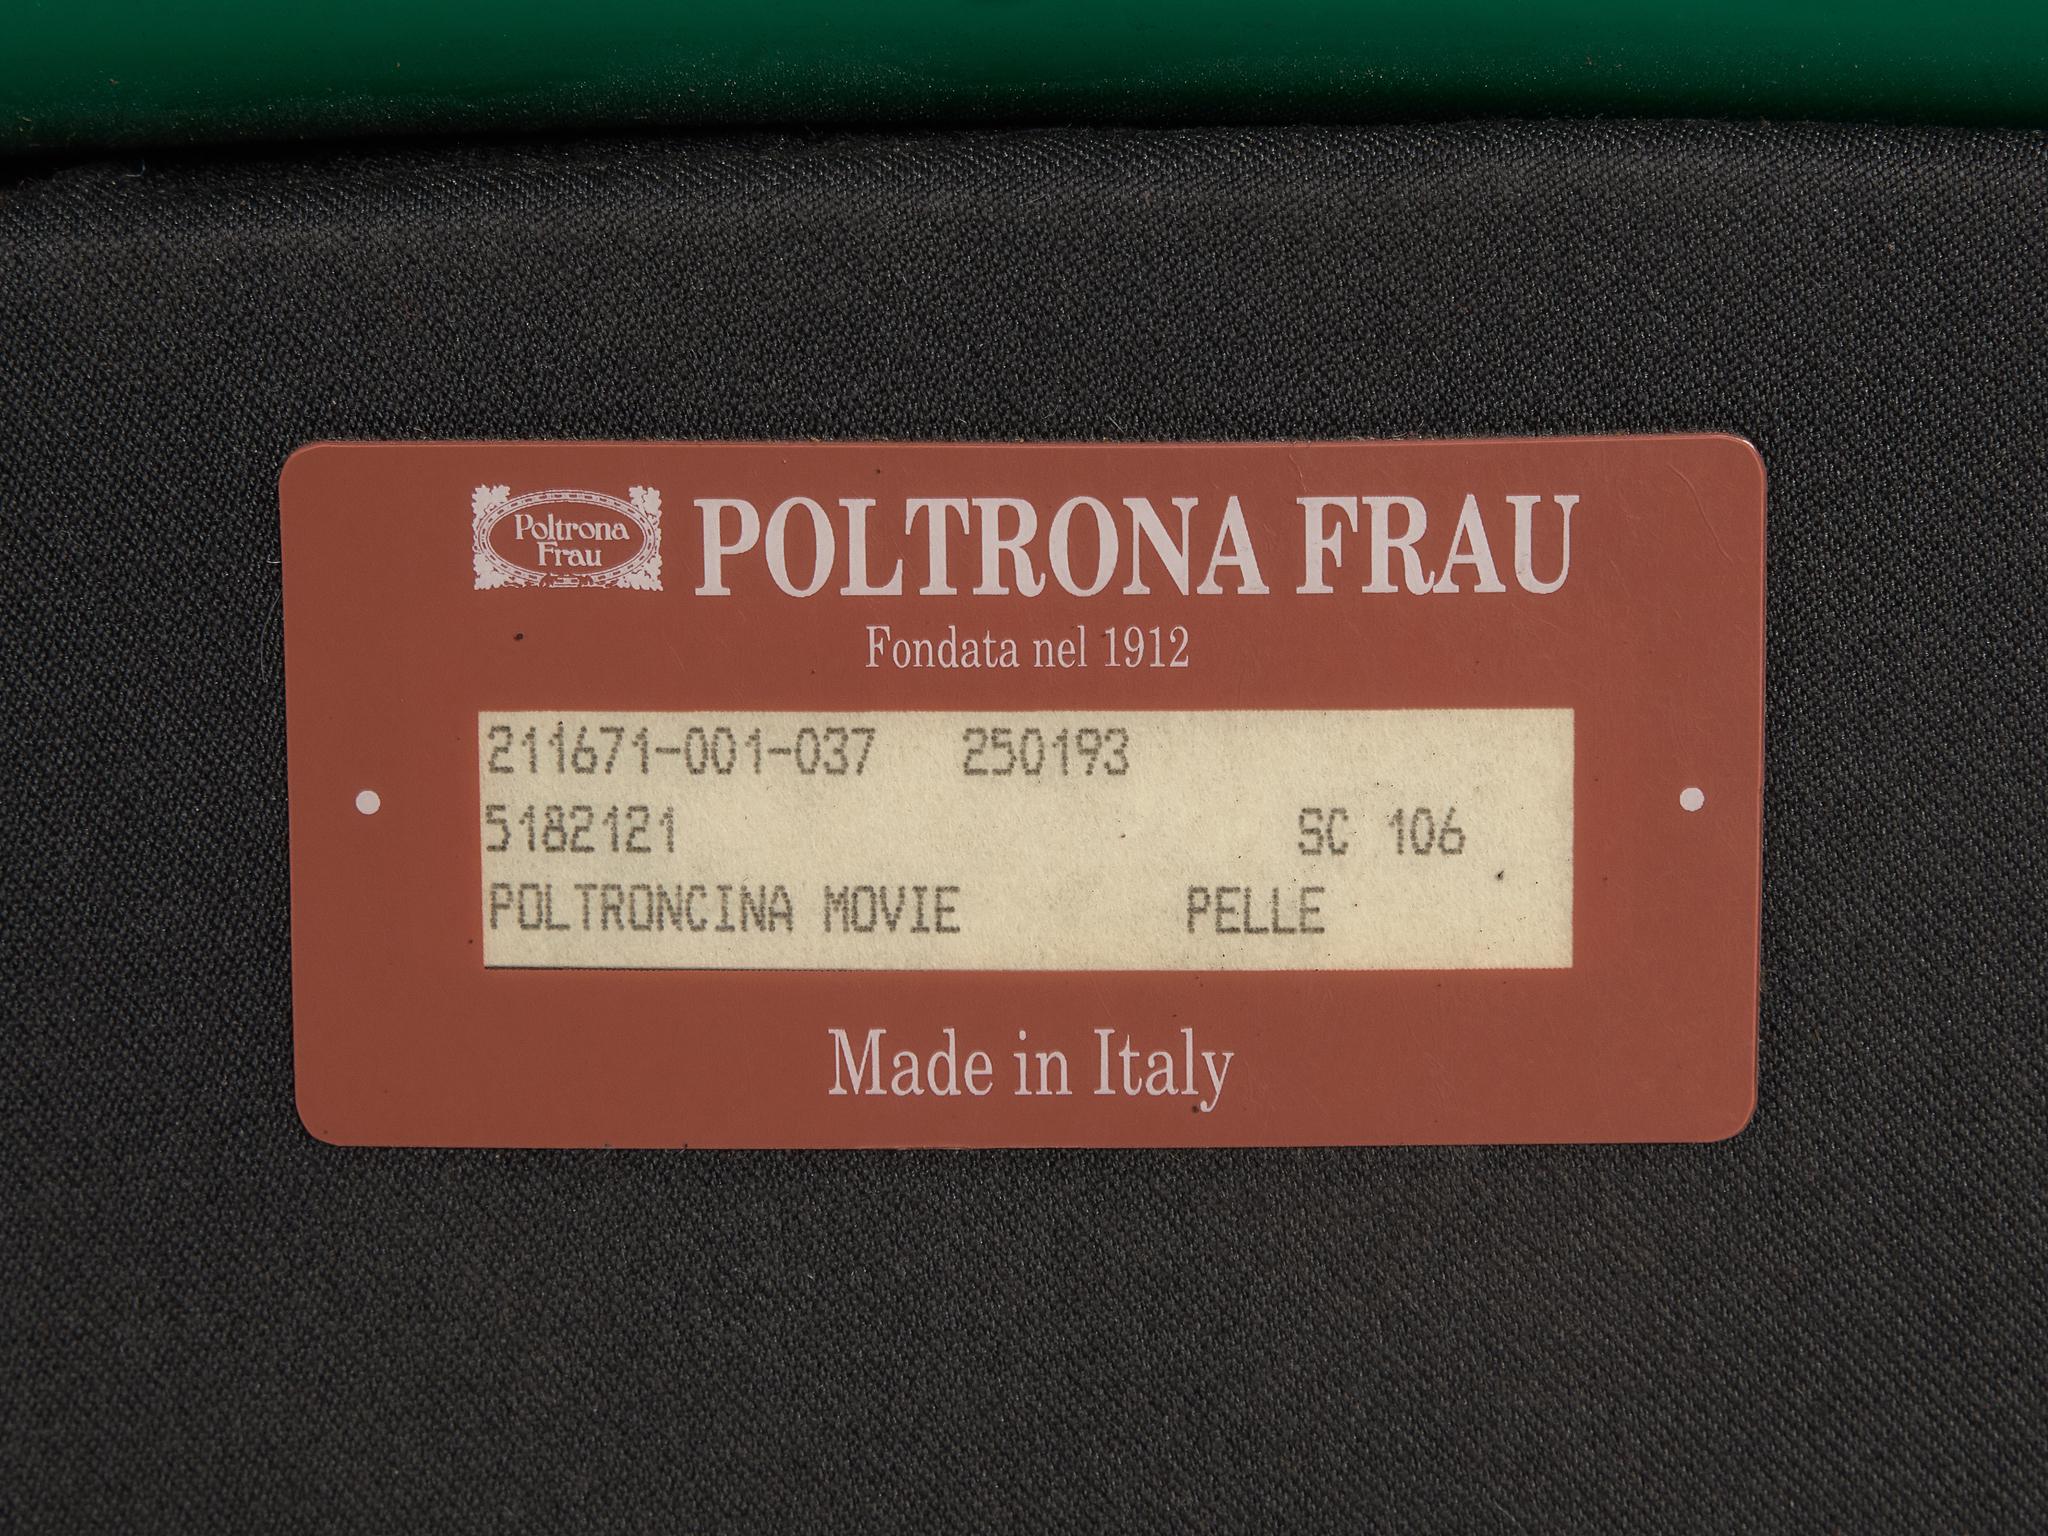 Poltrona
Frau
POLTRONA FRAU
Fondata nel 1912
211671-001-037 250193
5182121 SC 106
POLTRONCINA MOVIE PELLE
Made in Italy